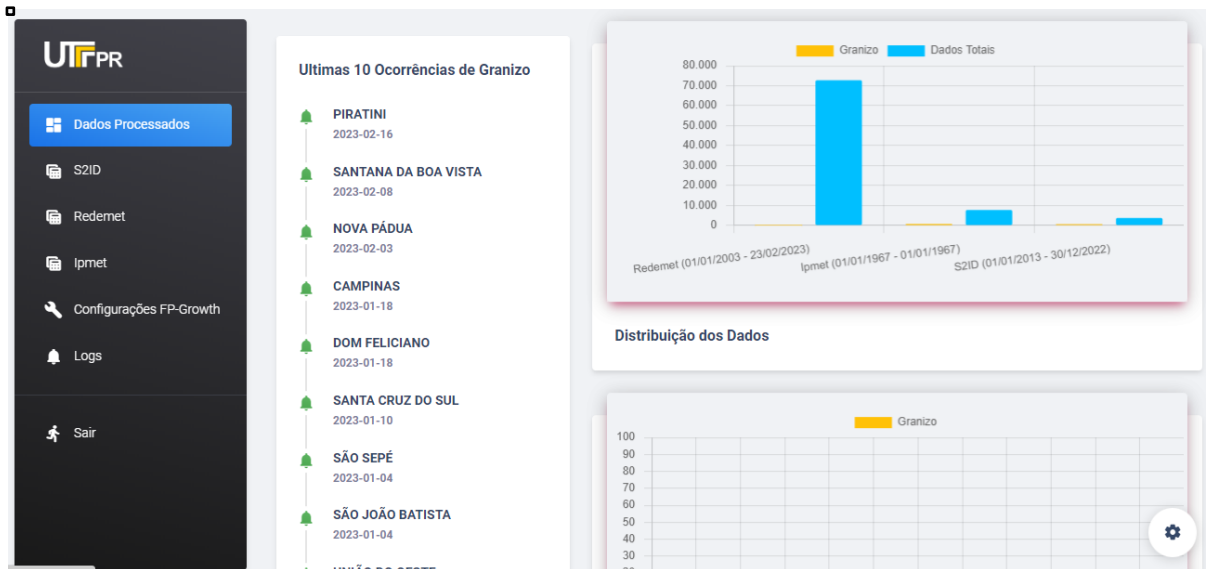 UTFPR
Dados Processados
S2ID
Redemet
Ipmet
Configurações FP-Growth
Logs
Sair
Ultimas 10 Ocorrências de Granizo
PIRATINI
2023-02-16
SANTANA DA BOA VISTA
2023-02-08
NOVA PÁDUA
2023-02-03
CAMPINAS
2023-01-18
DOM FELICIANO
2023-01-18
SANTA CRUZ DO SUL
2023-01-10
SÃO SEPÉ
2023-01-04
SÃO JOÃO BATISTA
2023-01-04
Granizo Dados Totais
80.000
70.000
60.000
50.000
40.000
30.000
20.000
10.000
0
Redemet (01/01/2003 - 23/02/2023)
Ipmet (01/01/1967 - 01/01/1967)
S2ID (01/01/2013 - 30/12/2022)
Distribuição dos Dados
Granizo
100
90
80
70
60
50
40
30